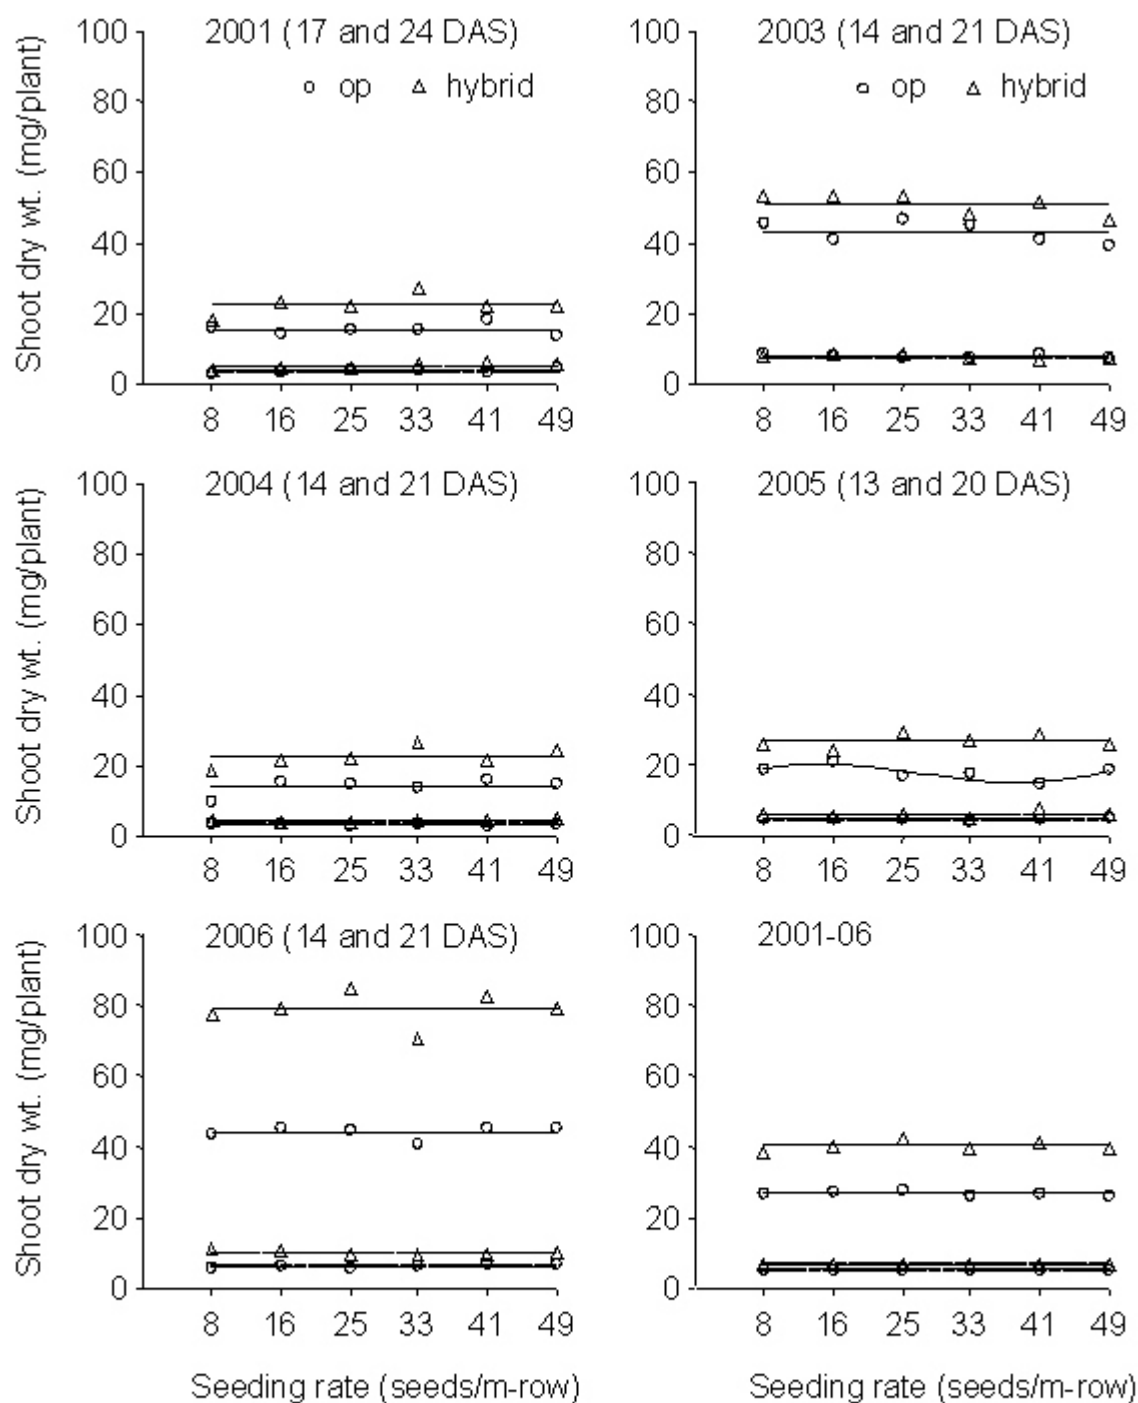 2001 (17 and 24 DAS)
op hybrid
Shoot dry wt. (mg/plant)
100
80
60
40
20
0
8 16 25 33 41 49
2003 (14 and 21 DAS)
op hybrid
100
80
60
40
20
0
8 16 25 33 41 49
2004 (14 and 21 DAS)
Shoot dry wt. (mg/plant)
100
80
60
40
20
0
8 16 25 33 41 49
2005 (13 and 20 DAS)
100
80
60
40
20
0
8 16 25 33 41 49
2006 (14 and 21 DAS)
Shoot dry wt. (mg/plant)
100
80
60
40
20
0
8 16 25 33 41 49
Seeding rate (seeds/m-row)
2001-06
100
80
60
40
20
0
8 16 25 33 41 49
Seeding rate (seeds/m-row)